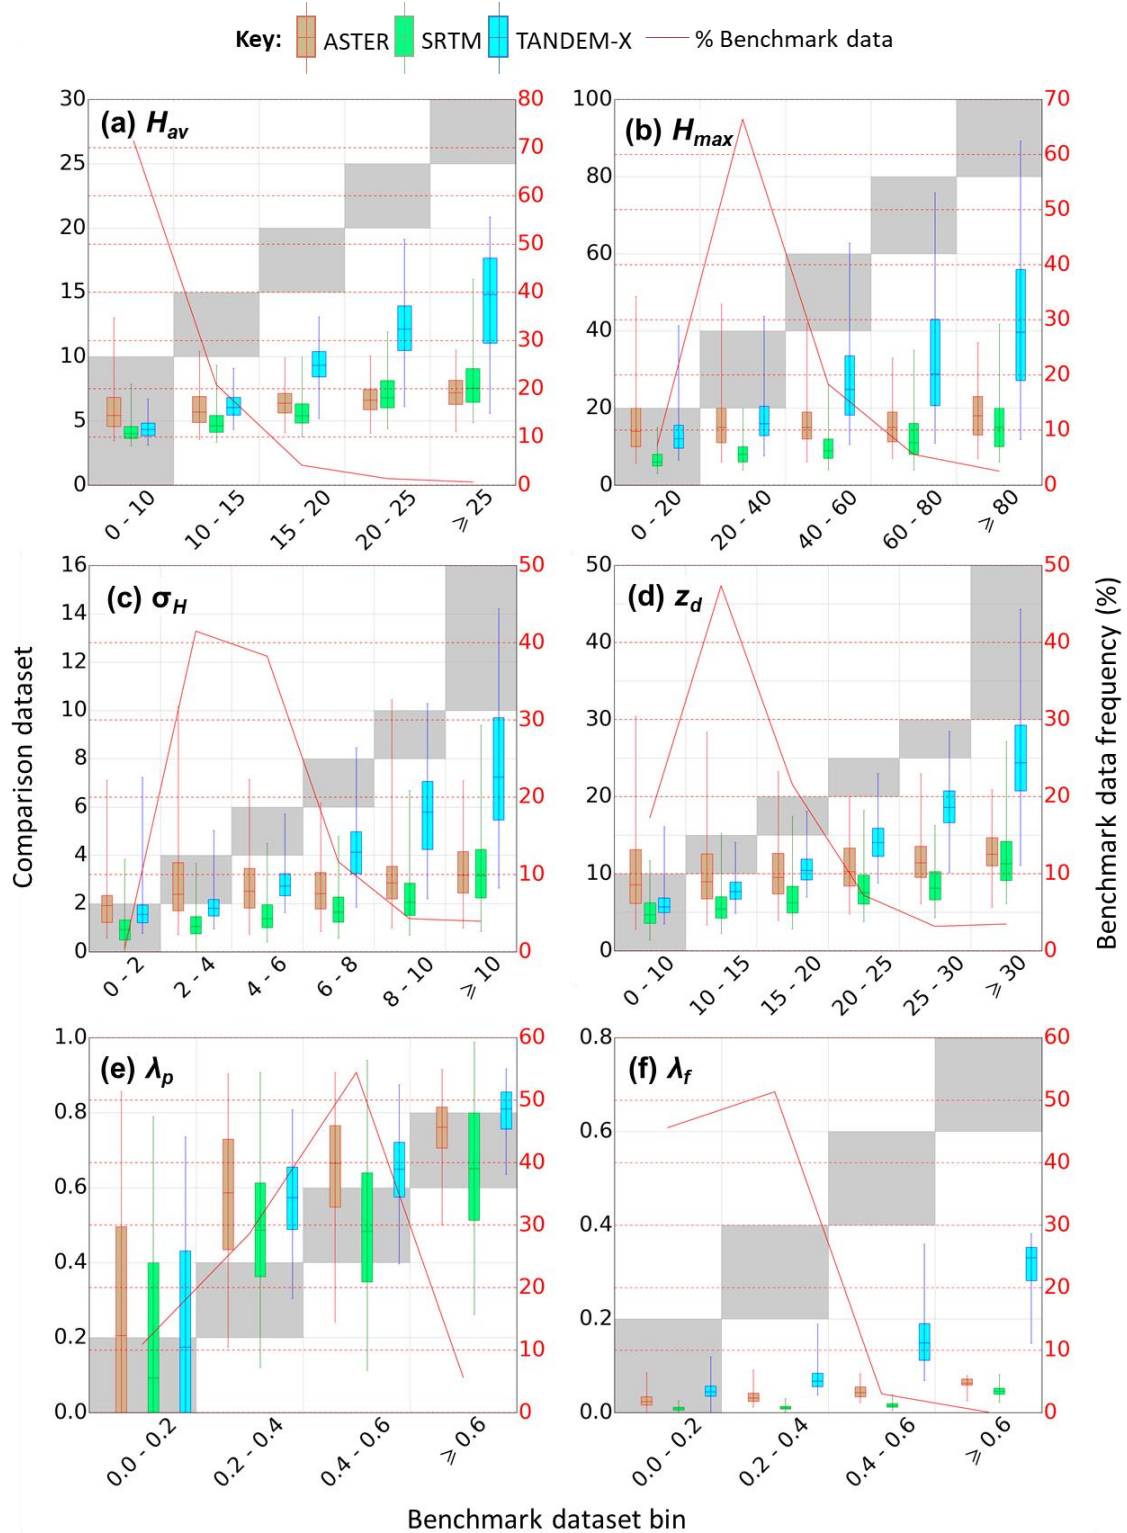 Key: ASTER SRTM TANDEM-X % Benchmark data
(a) Hav
30
25
20
15
10
5
0
80
70
60
50
40
30
20
10
0
0 - 10
10 - 15
15 - 20
20 - 25
⩾ 25
(b) Hmax
100
80
60
40
20
0
70
60
50
40
30
20
10
0
0 - 20
20 - 40
40 - 60
60 - 80
⩾ 80
Comparison dataset
(c) σH
16
14
12
10
8
6
4
2
0
50
40
30
20
10
0
0 - 2
2 - 4
4 - 6
6 - 8
8 - 10
⩾ 10
(d) zd
50
40
30
20
10
0
50
40
30
20
10
0
0 - 10
10 - 15
15 - 20
20 - 25
25 - 30
⩾ 30
Benchmark data frequency (%)
(e) λp
1.0
0.8
0.6
0.4
0.2
0.0
60
50
40
30
20
10
0
0.0 - 0.2
0.2 - 0.4
0.4 - 0.6
⩾ 0.6
(f) λf
0.8
0.6
0.4
0.2
0.0
60
50
40
30
20
10
0
0.0 - 0.2
0.2 - 0.4
0.4 - 0.6
⩾ 0.6
Benchmark dataset bin